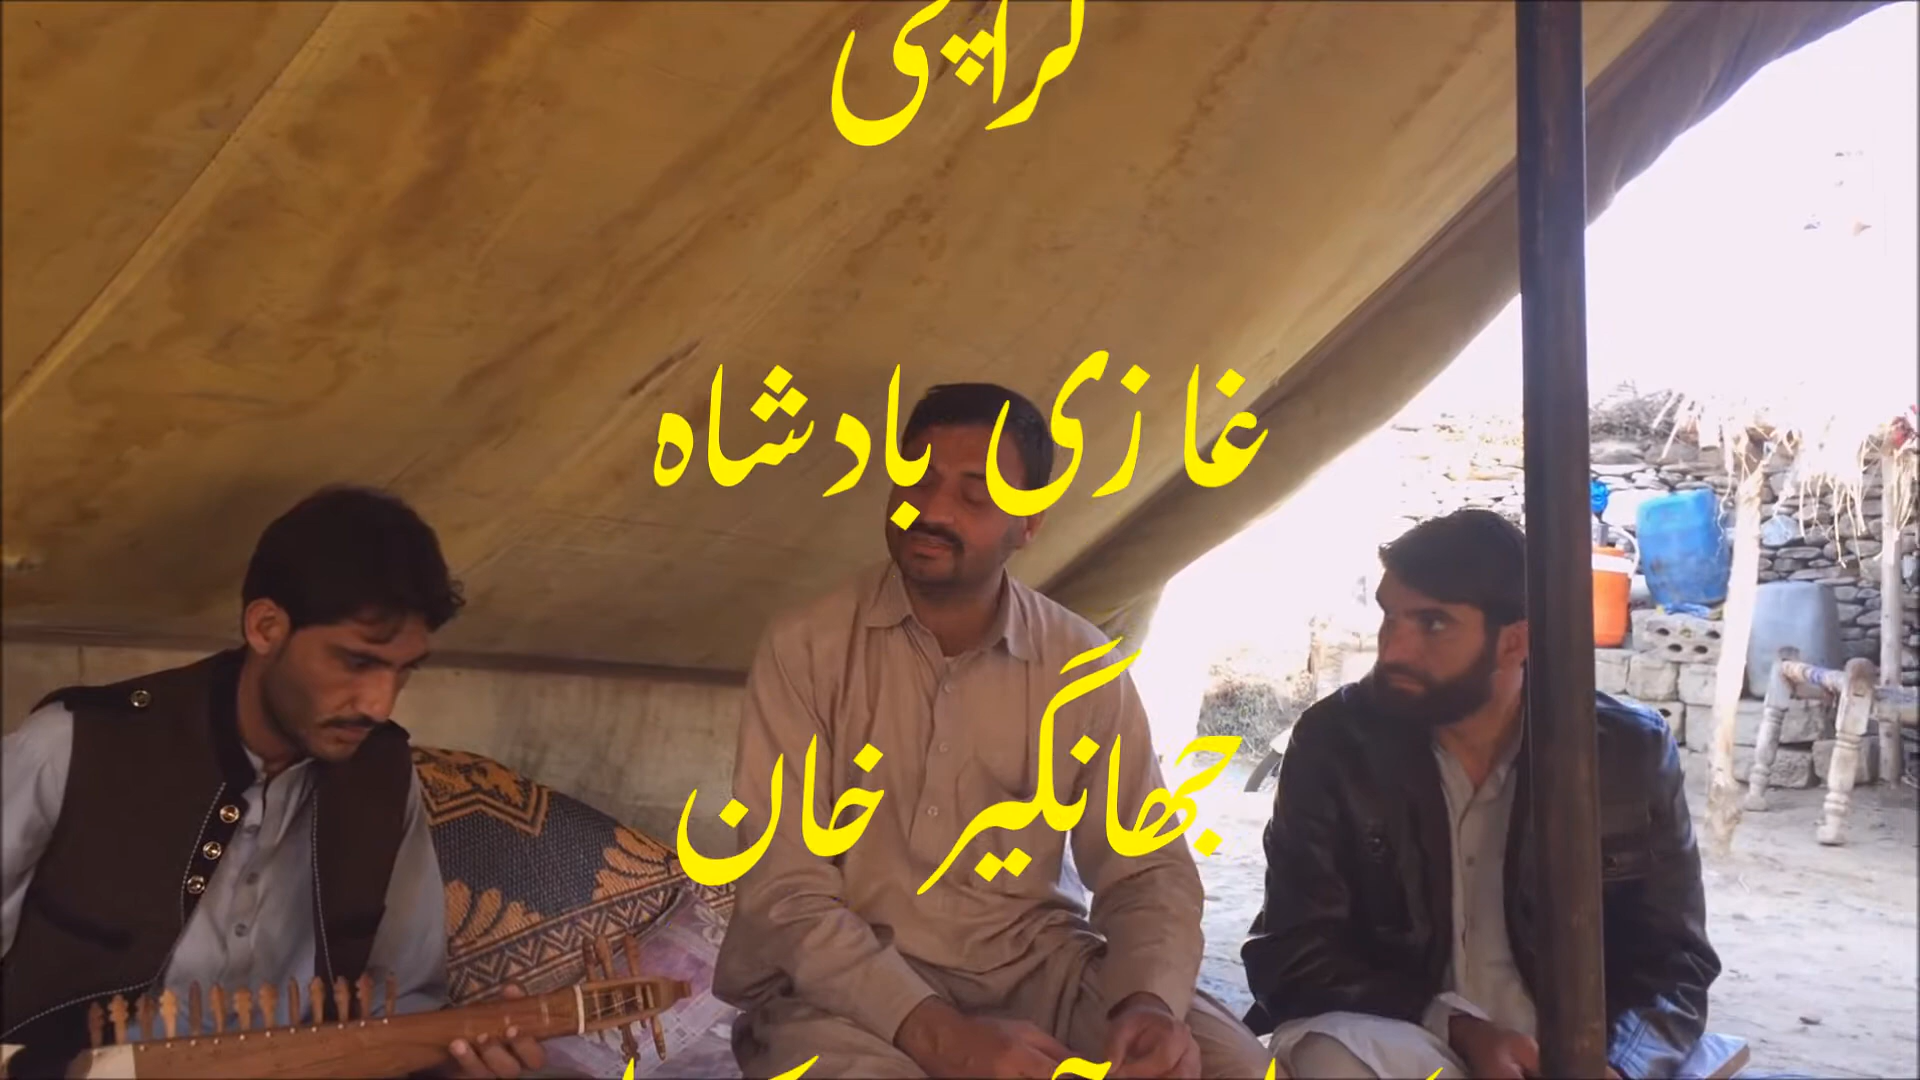 کراچی
غازی بادشاہ
جھانگیر خان